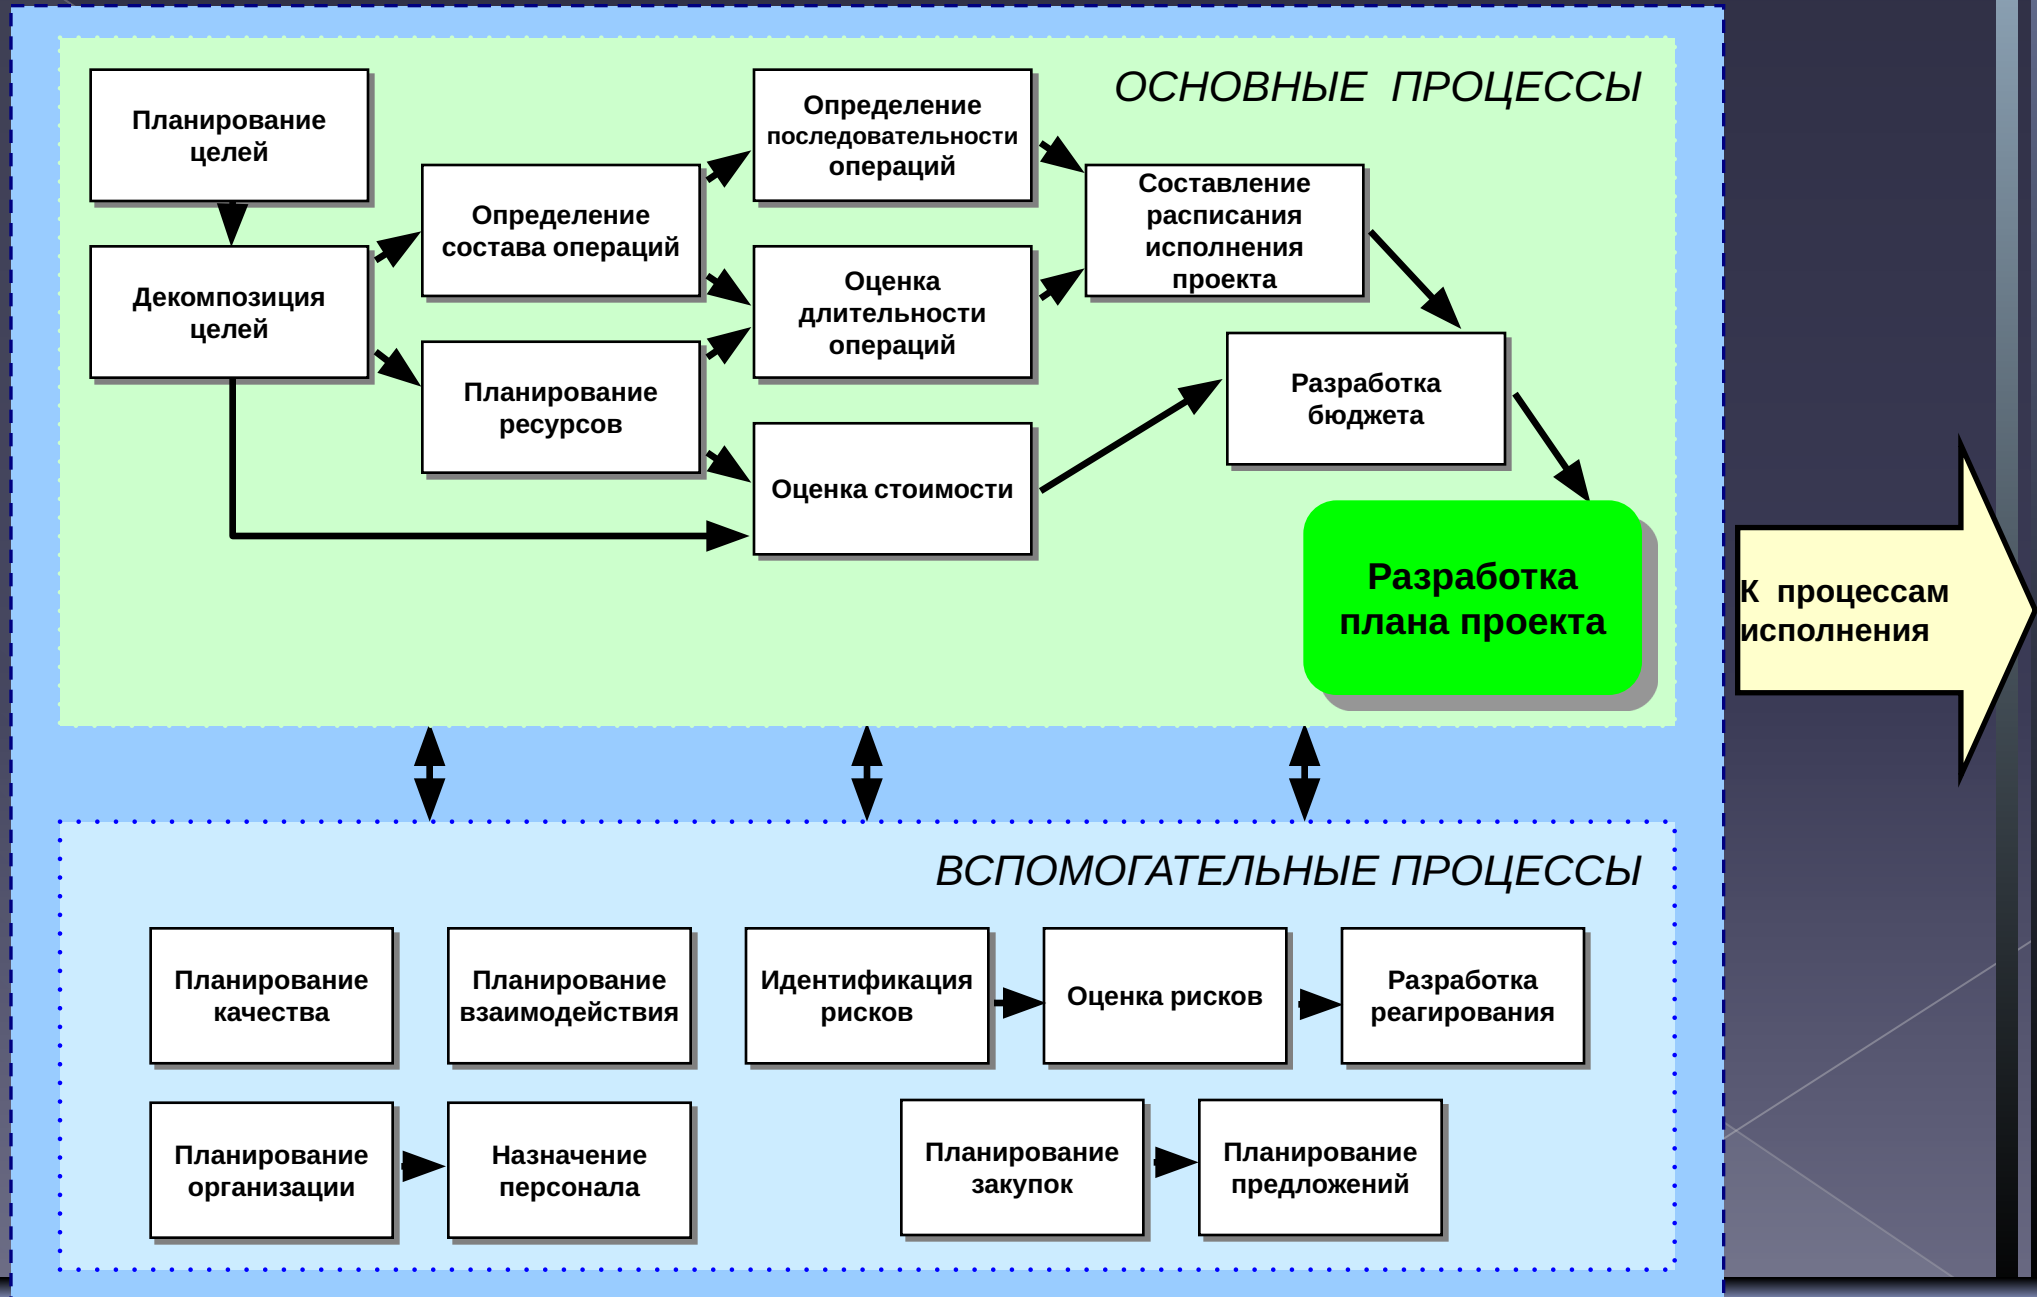 ОСНОВНЫЕ ПРОЦЕССЫ
Планирование
целей
Декомпозиция
целей
Определение
состава операций
Планирование
ресурсов
Определение
последовательности
операций
Оценка
длительности
операций
Оценка стоимости
Составление
расписания
исполнения
проекта
Разработка
бюджета
Разработка
плана проекта
К процессам
исполнения
ВСПОМОГАТЕЛЬНЫЕ ПРОЦЕССЫ
Планирование
качества
Планирование
взаимодействия
Идентификация
рисков
Оценка рисков
Разработка
реагирования
Планирование
организации
Назначение
персонала
Планирование
закупок
Планирование
предложений